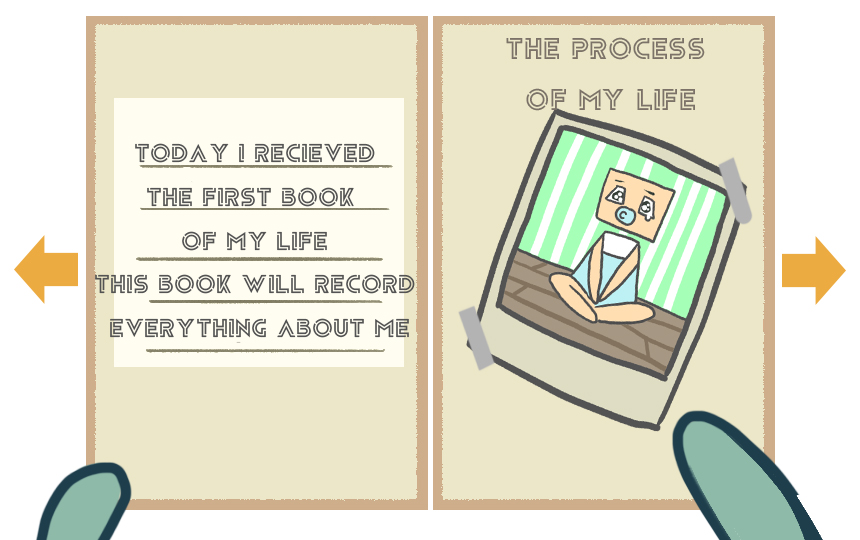 TODAY I RECIEVED
THE FIRST BOOK
OF MY LIFE
THIS BOOK WILL RECORD
EVERYTHING ABOUT ME
THE PROCESS
OF MY LIFE